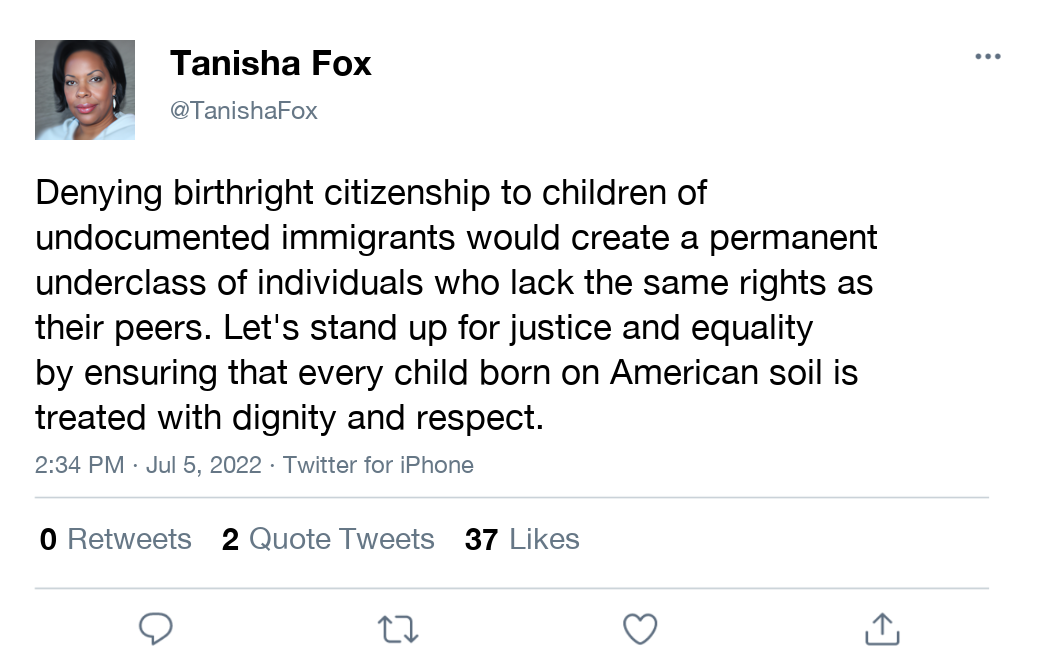 Tanisha Fox
@TanishaFox
Denying birthright citizenship to children of
undocumented immigrants would create a permanent
underclass of individuals who lack the same rights as
their peers. Let's stand up for justice and equality
by ensuring that every child born on American soil is
treated with dignity and respect.
2:34 PM · Jul 5, 2022 · Twitter for iPhone
0 Retweets 2 Quote Tweets 37 Likes